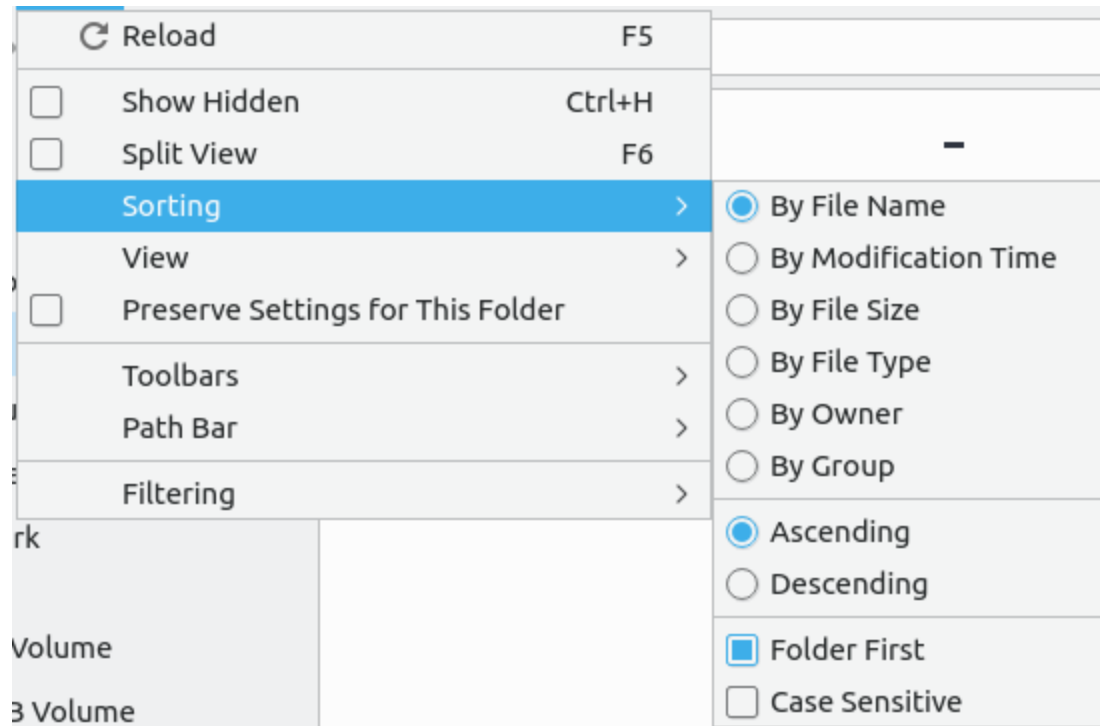 Reload F5
Show Hidden Ctrl+H
Split View F6
Sorting
View
Preserve Settings for This Folder
Toolbars
Path Bar
Filtering
By File Name
By Modification Time
By File Size
By File Type
By Owner
By Group
Ascending
Descending
Folder First
Case Sensitive
rk
Volume
B Volume